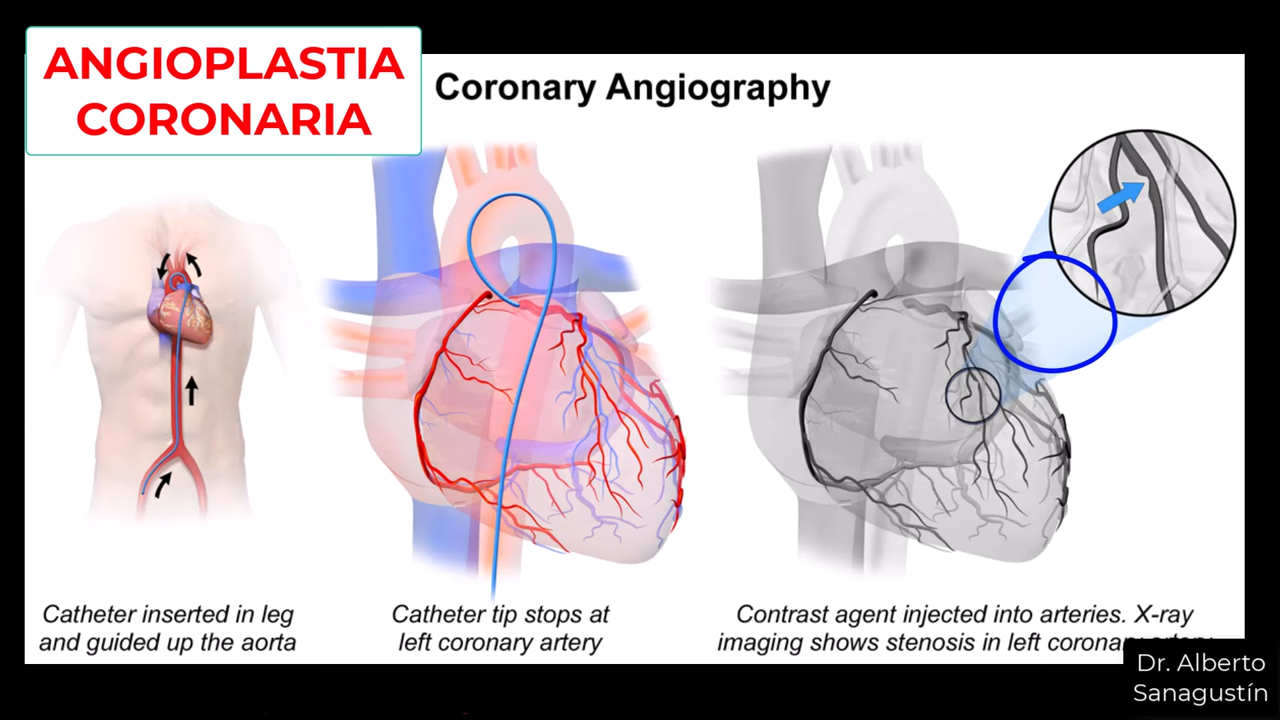 ANGIOPLASTIA
CORONARIA
Coronary Angiography
Catheter inserted in leg
and guided up the aorta
Catheter tip stops at
left coronary artery
Contrast agent injected into arteries. X-ray
imaging shows stenosis in left coronary artery
Dr. Alberto
Sanagustín